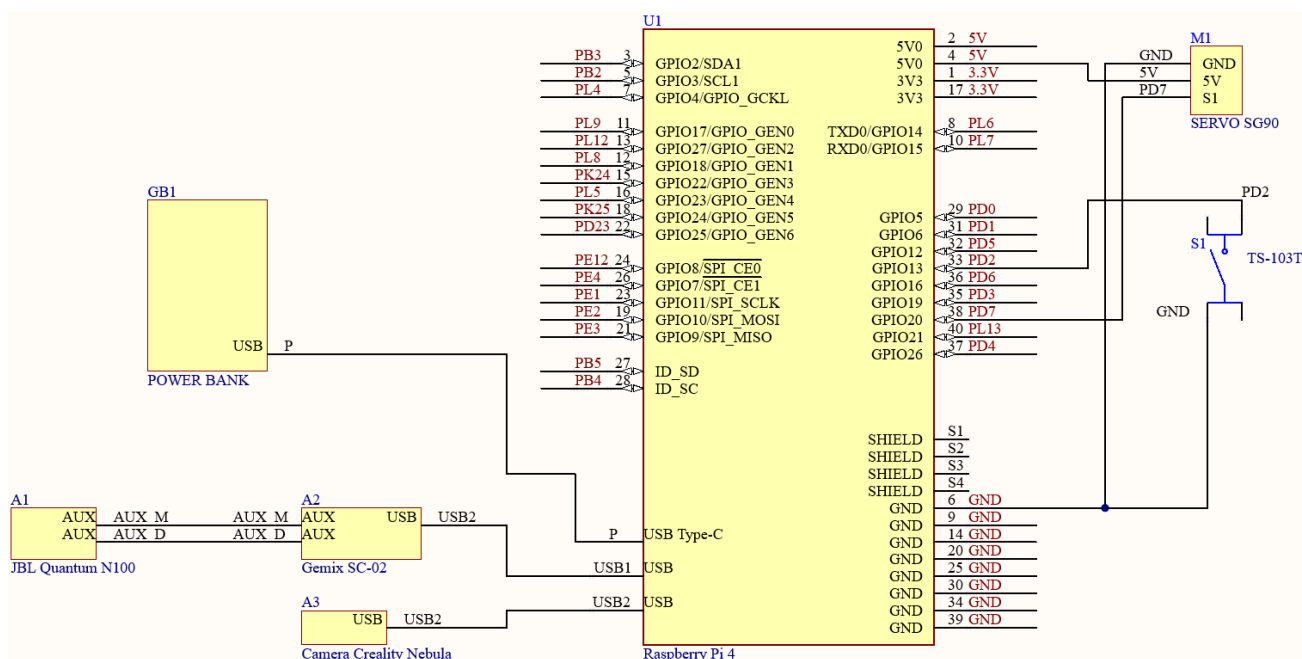 U1
PB3 3 GPIO2/SDA1
PB2 5 GPIO3/SCL1
PL4 7 GPIO4/GPIO_GCKL
PL9 11 GPIO17/GPIO_GEN0
PL12 13 GPIO27/GPIO_GEN2
PL8 12 GPIO18/GPIO_GEN1
PK24 15 GPIO22/GPIO_GEN3
PL5 16 GPIO23/GPIO_GEN4
PK25 18 GPIO24/GPIO_GEN5
PD23 22 GPIO25/GPIO_GEN6
PE12 24 GPIO8/SPI_CE0
PE4 26 GPIO7/SPI_CE1
PE1 23 GPIO11/SPI_SCLK
PE2 19 GPIO10/SPI_MOSI
PE3 21 GPIO9/SPI_MISO
PB5 27 ID_SD
PB4 28 ID_SC
P USB Type-C
USB1 USB
USB2 USB
5V0 2 5V
5V0 4 5V
3V3 1 3.3V
3V3 17 3.3V
TXD0/GPIO14 8 PL6
RXD0/GPIO15 10 PL7
GPIO5 29 PD0
GPIO6 31 PD1
GPIO12 32 PD5
GPIO13 33 PD2
GPIO16 36 PD6
GPIO19 35 PD3
GPIO20 38 PD7
GPIO21 40 PL13
GPIO26 37 PD4
SHIELD S1
SHIELD S2
SHIELD S3
SHIELD S4
GND 6 GND
GND 9 GND
GND 14 GND
GND 20 GND
GND 25 GND
GND 30 GND
GND 34 GND
GND 39 GND
Raspberry Pi 4
GB1
USB P
POWER BANK
A1
AUX AUX_M
AUX AUX_D
JBL Quantum N100
A2
AUX_M AUX USB USB2
AUX_D AUX
Gemix SC-02
A3
USB USB2
Camera Creality Nebula
M1
GND GND
5V 5V
PD7 S1
SERVO SG90
PD2
S1 TS-103T
GND